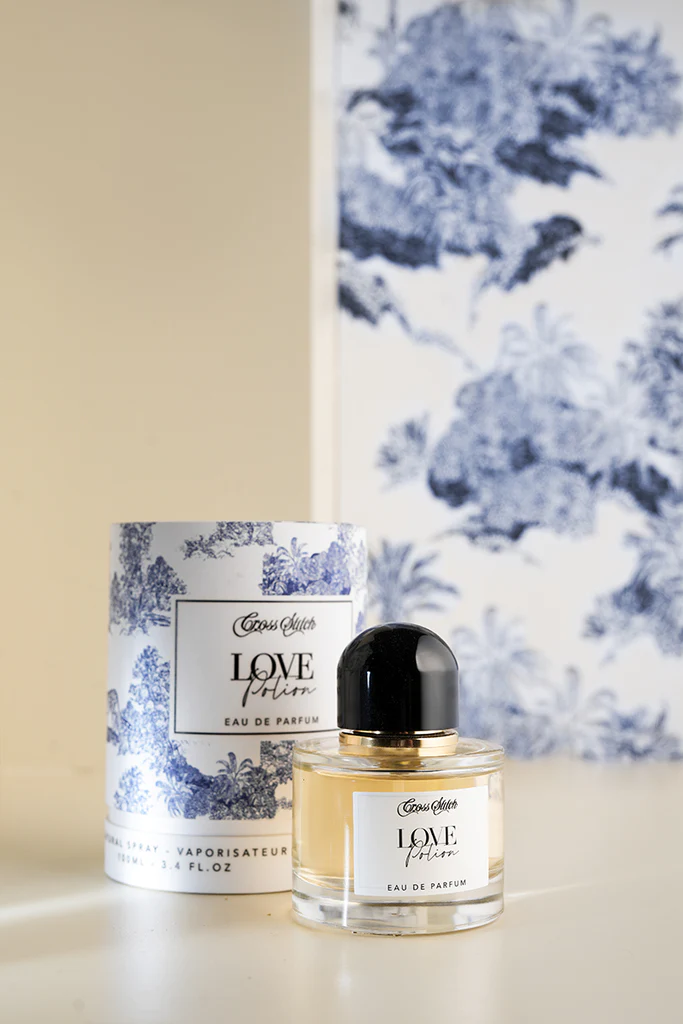 Cross Stitch
LOVE
Potion
EAU DE PARFUM
URAL SPRAY - VAPORISATEUR
100ML / 3.4 FL.OZ
Cross Stitch
LOVE
Potion
EAU DE PARFUM